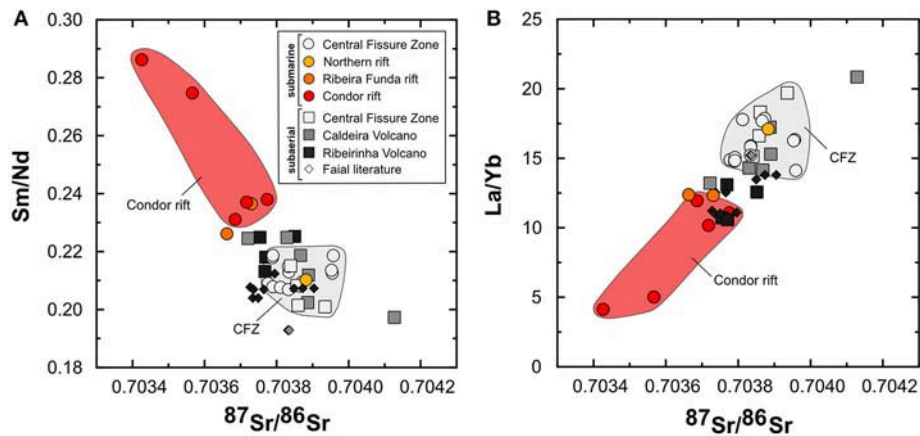 A
Sm/Nd
0.30
0.28
0.26
0.24
0.22
0.20
0.18
submarine
Central Fissure Zone
Northern rift
Ribeira Funda rift
Condor rift
subaerial
Central Fissure Zone
Caldeira Volcano
Ribeirinha Volcano
Faial literature
Condor rift
CFZ
0.7034
0.7036
0.7038
0.7040
0.7042
87Sr/86Sr
B
La/Yb
25
20
15
10
5
0
CFZ
Condor rift
0.7034
0.7036
0.7038
0.7040
0.7042
87Sr/86Sr